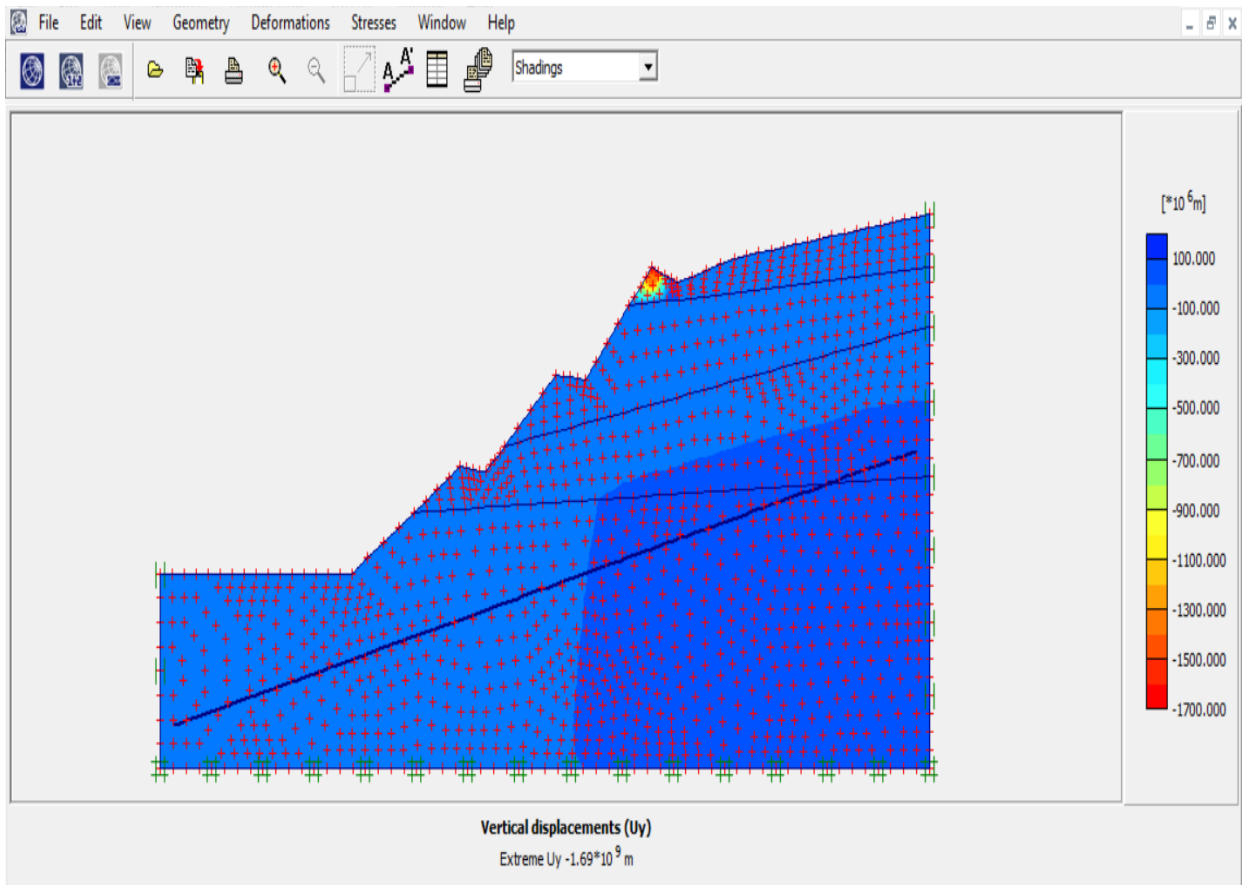 File Edit View Geometry Deformations Stresses Window Help
A A'
Shadings
[*10 6m]
100.000
-100.000
-300.000
-500.000
-700.000
-900.000
-1100.000
-1300.000
-1500.000
-1700.000
Vertical displacements (Uy)
Extreme Uy -1.69*10 9 m